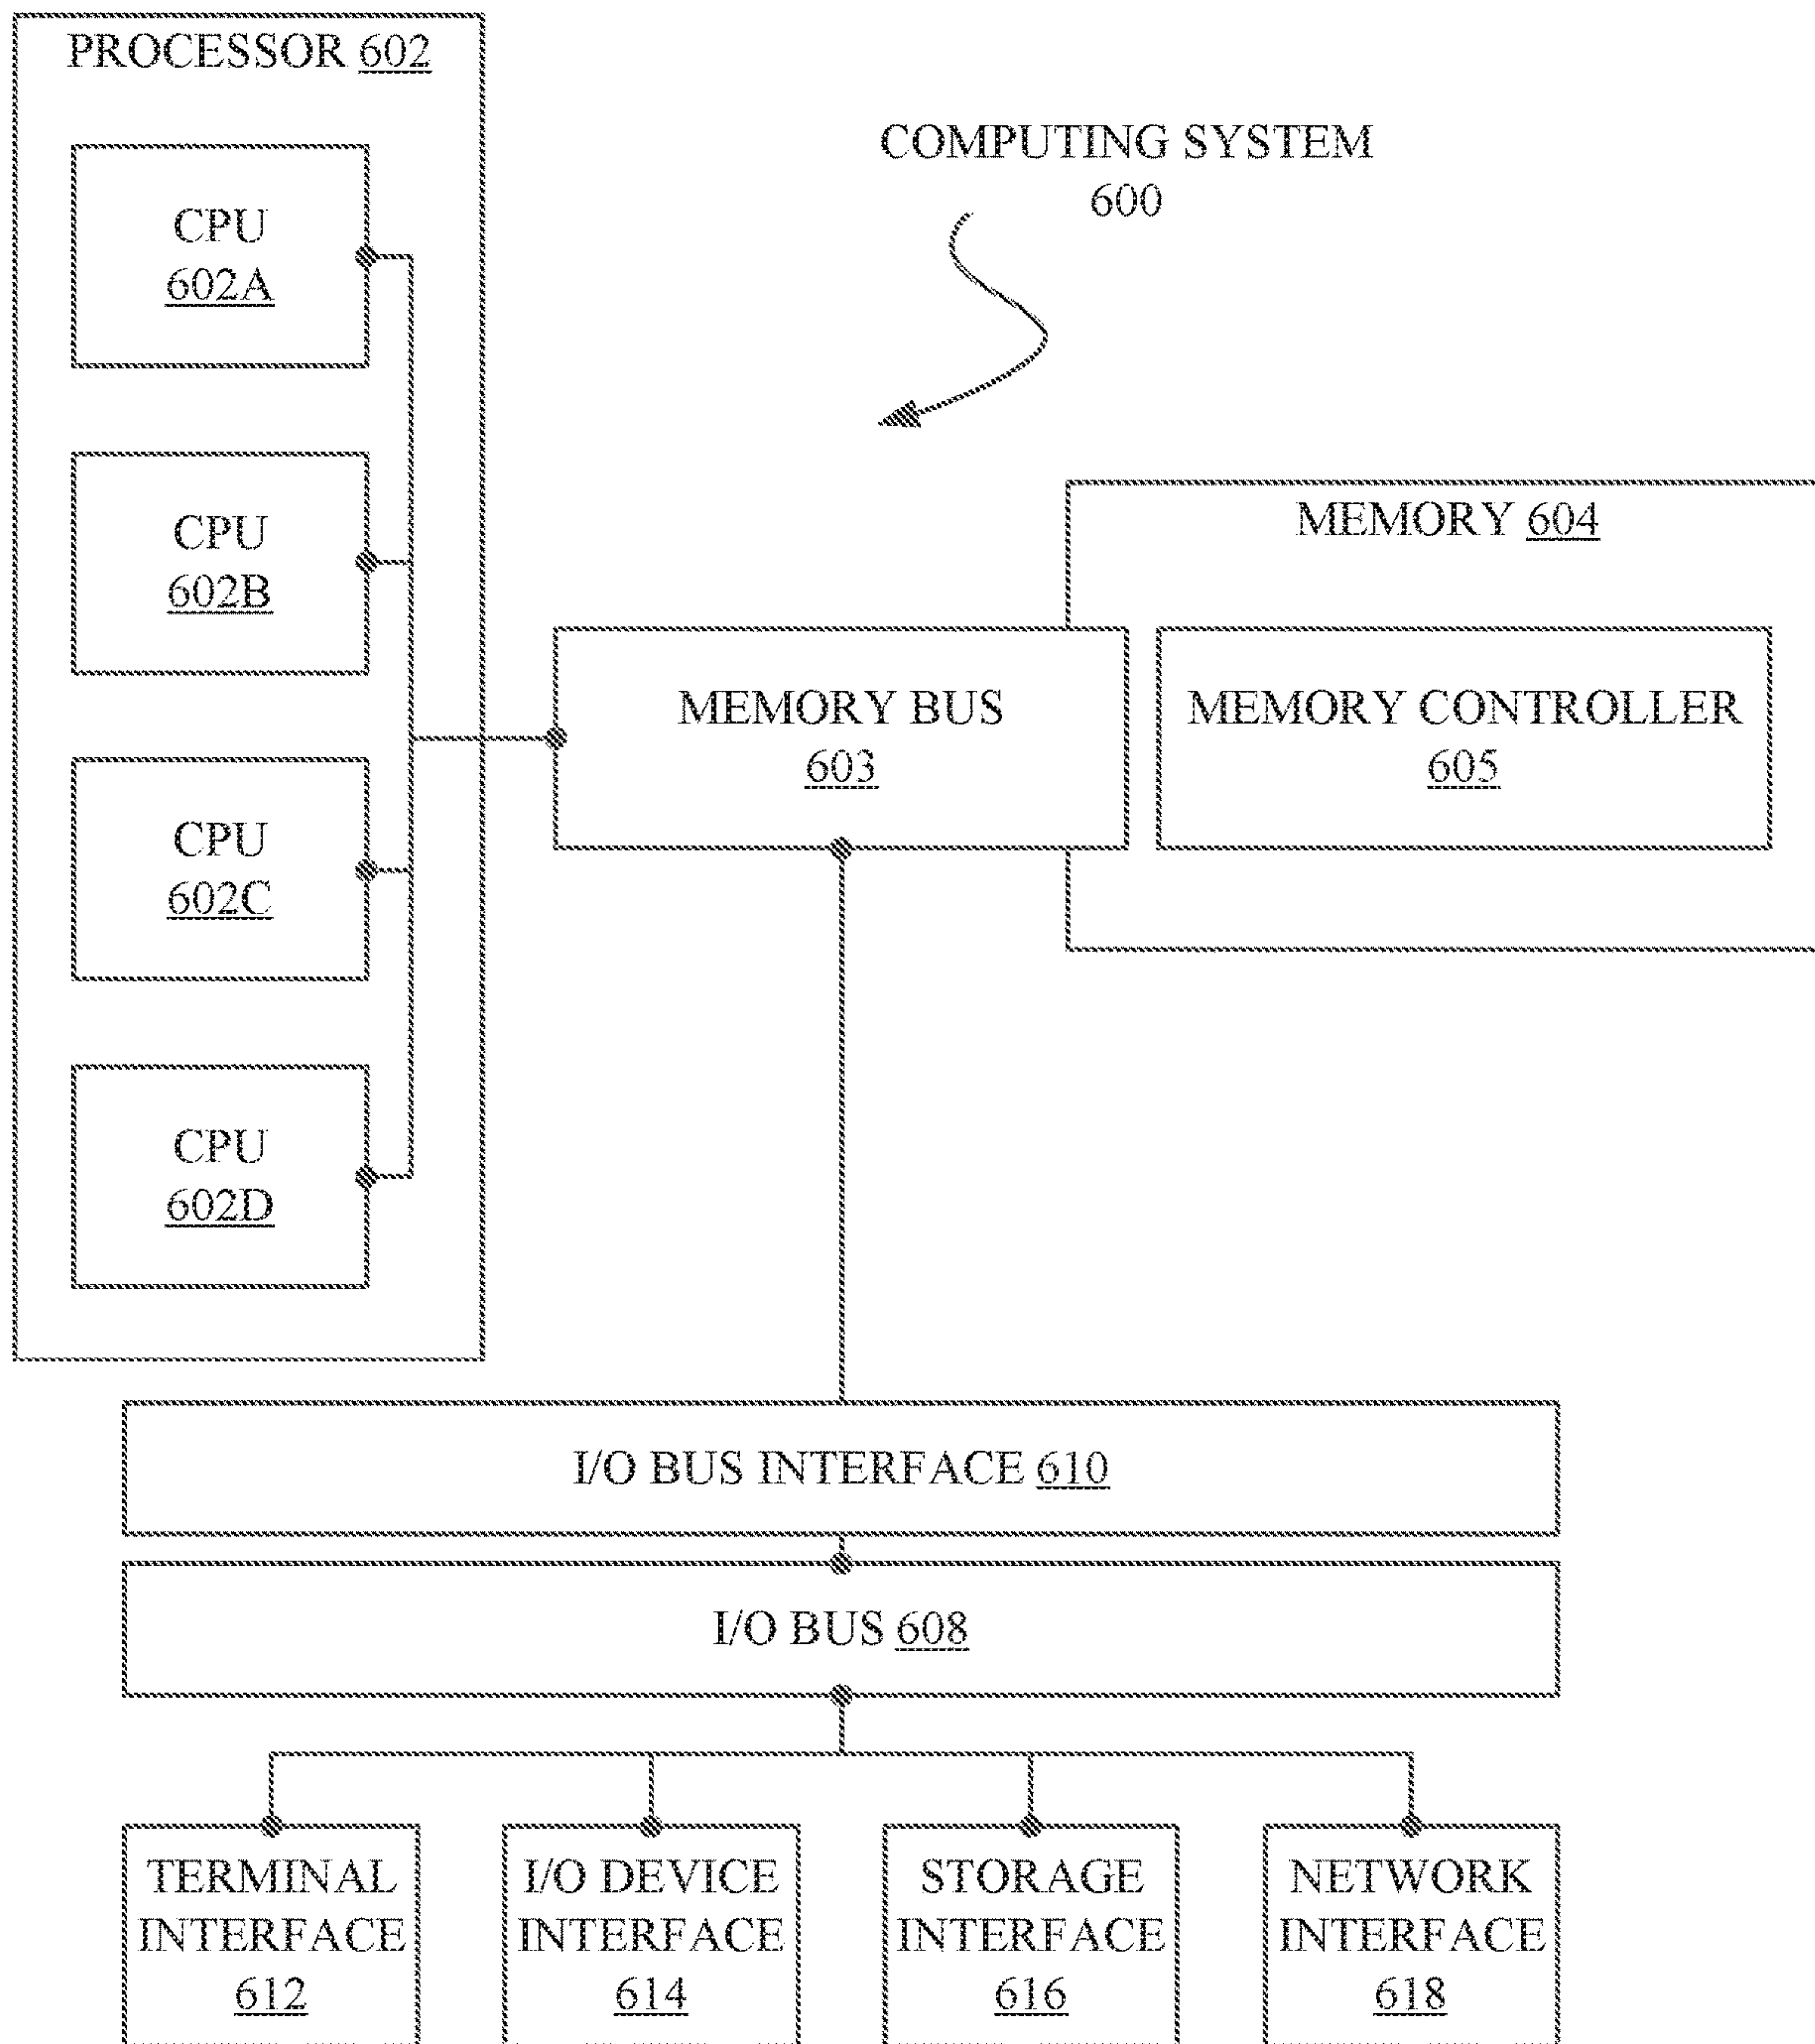 PROCESSOR 602
CPU
602A
COMPUTING SYSTEM
600
CPU
602B
MEMORY 604
MEMORY BUS
603
MEMORY CONTROLLER
605
CPU
602C
CPU
602D
I/O BUS INTERFACE 610
I/O BUS 608
TERMINAL
INTERFACE
612
I/O DEVICE
INTERFACE
614
STORAGE
INTERFACE
616
NETWORK
INTERFACE
618